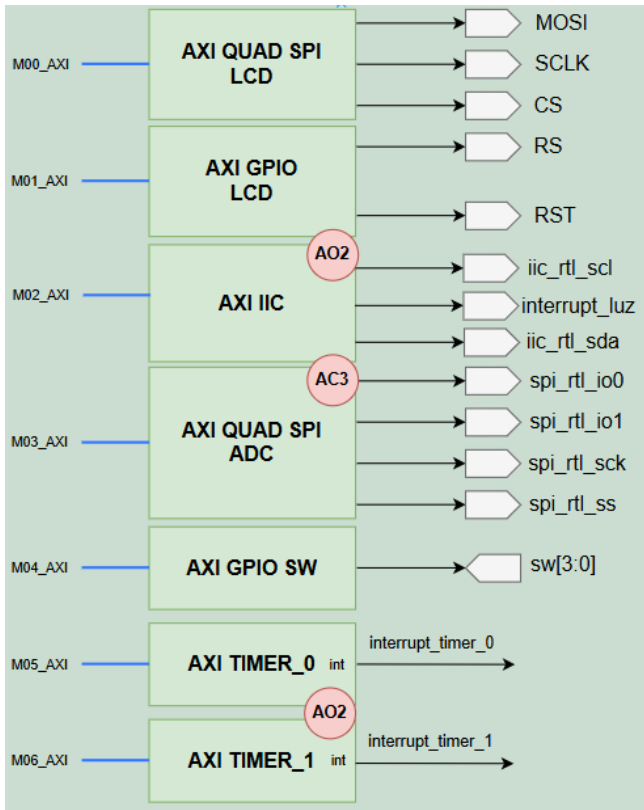 M00_AXI
AXI QUAD SPI
LCD
MOSI
SCLK
CS
M01_AXI
AXI GPIO
LCD
RS
RST
M02_AXI
AXI IIC
AO2
iic_rtl_scl
interrupt_luz
iic_rtl_sda
M03_AXI
AXI QUAD SPI
ADC
AC3
spi_rtl_io0
spi_rtl_io1
spi_rtl_sck
spi_rtl_ss
M04_AXI
AXI GPIO SW
sw[3:0]
M05_AXI
AXI TIMER_0
int
interrupt_timer_0
AO2
M06_AXI
AXI TIMER_1
int
interrupt_timer_1